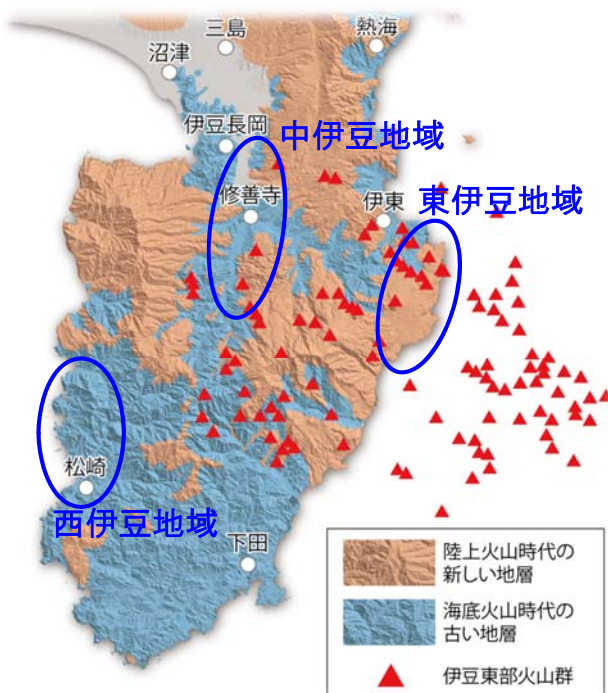 三島
熱海
沼津
伊豆長岡
中伊豆地域
修善寺
伊東
東伊豆地域
松崎
西伊豆地域
下田
陸上火山時代の
新しい地層
海底火山時代の
古い地層
伊豆東部火山群